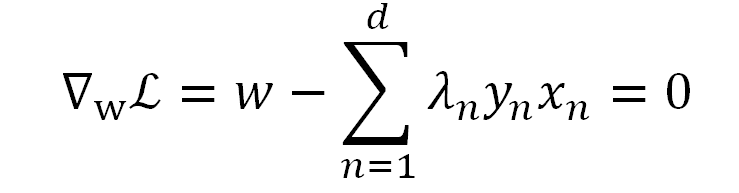 ∇_w ℒ = w − ∑_{n=1}^{d} λ_n y_n x_n = 0